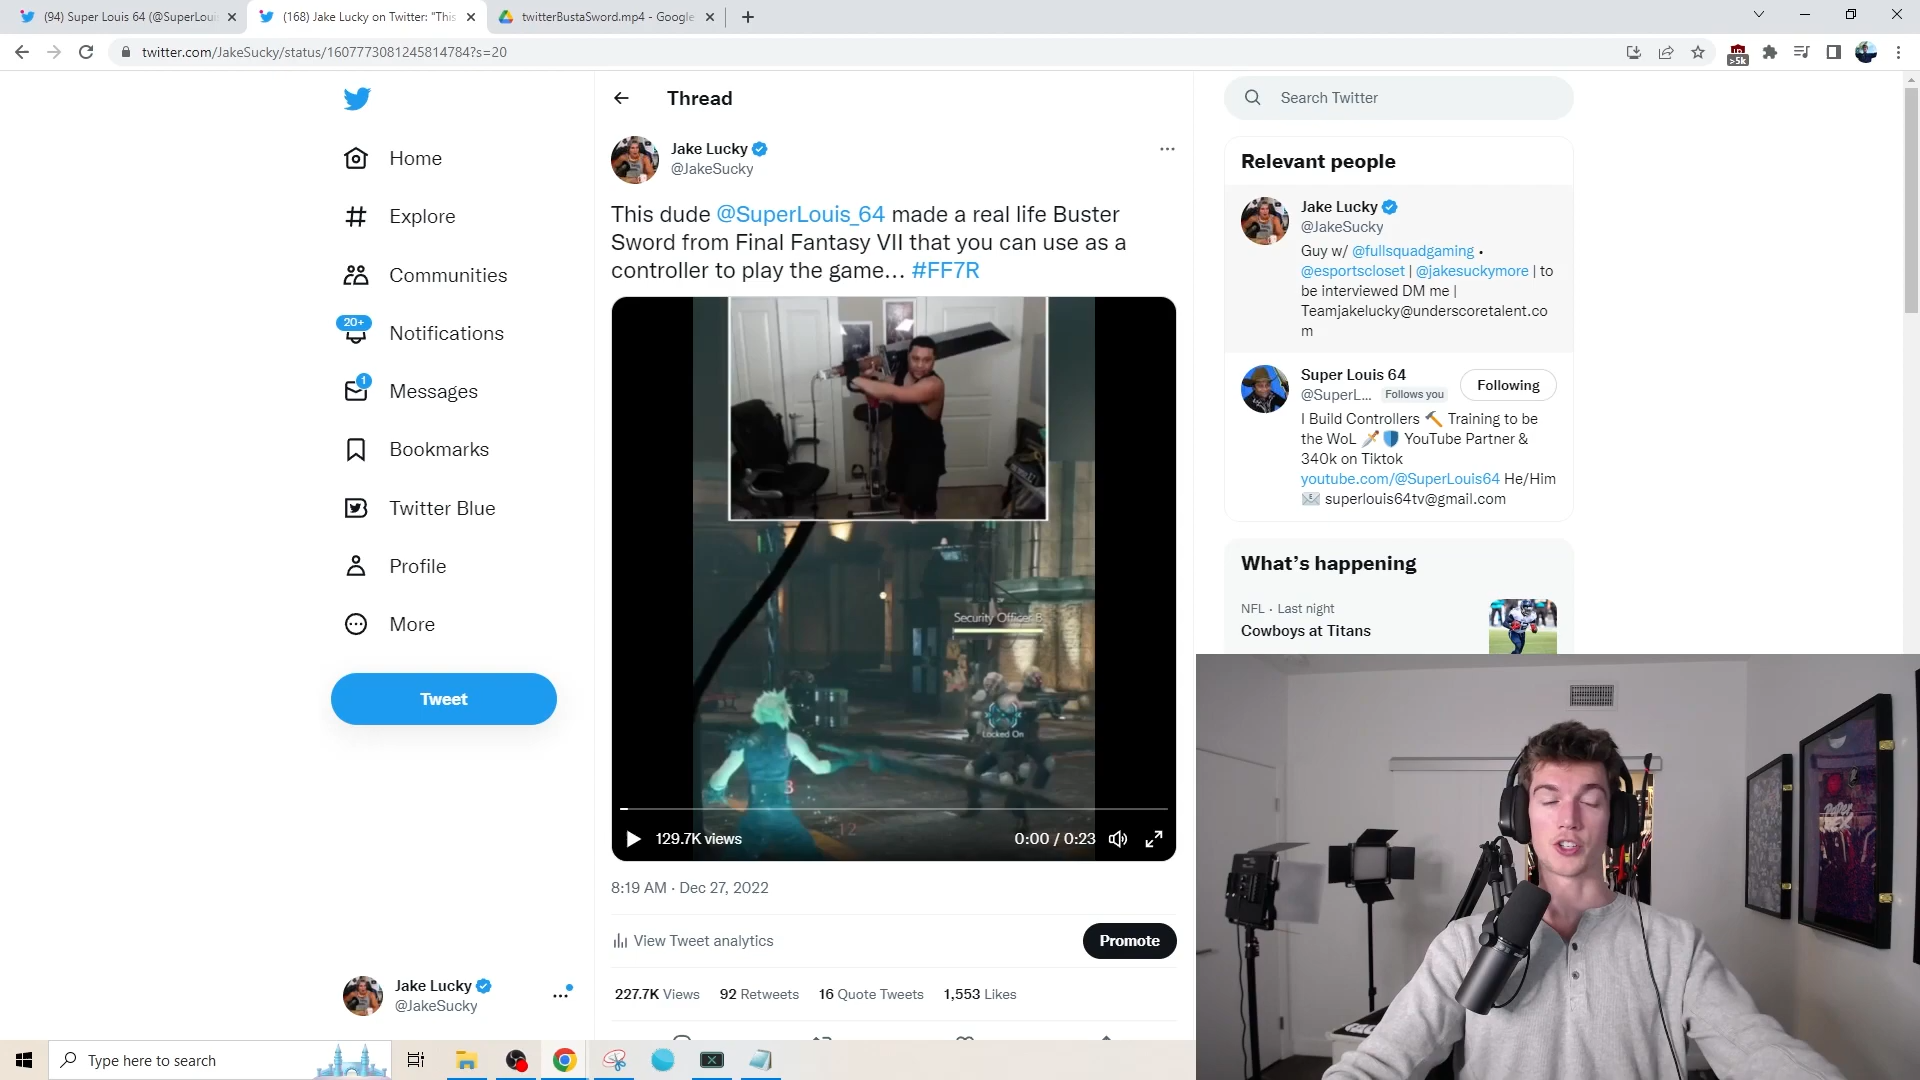 (94) Super Louis 64 (@SuperLoui
(168) Jake Lucky on Twitter: "This
twitterBustaSword.mp4 - Google
twitter.com/JakeSucky/status/1607773081245814784?s=20
>5k
Home
Explore
Communities
20+
Notifications
1
Messages
Bookmarks
Twitter Blue
Profile
More
Tweet
Jake Lucky
@JakeSucky
Thread
Jake Lucky
@JakeSucky
This dude @SuperLouis_64 made a real life Buster
Sword from Final Fantasy VII that you can use as a
controller to play the game... #FF7R
Security Officer B
Locked On
3
12
129.7K views
0:00 / 0:23
8:19 AM · Dec 27, 2022
View Tweet analytics
Promote
227.7K Views 92 Retweets 16 Quote Tweets 1,553 Likes
Search Twitter
Relevant people
Jake Lucky
@JakeSucky
Guy w/ @fullsquadgaming •
@esportscloset | @jakesuckymore | to
be interviewed DM me |
Teamjakelucky@underscoretalent.co
m
Super Louis 64
@SuperL... Follows you
Following
I Build Controllers 🔨 Training to be
the WoL 🗡️🛡️ YouTube Partner &
340k on Tiktok
youtube.com/@SuperLouis64 He/Him
📧 superlouis64tv@gmail.com
What's happening
NFL · Last night
Cowboys at Titans
Type here to search